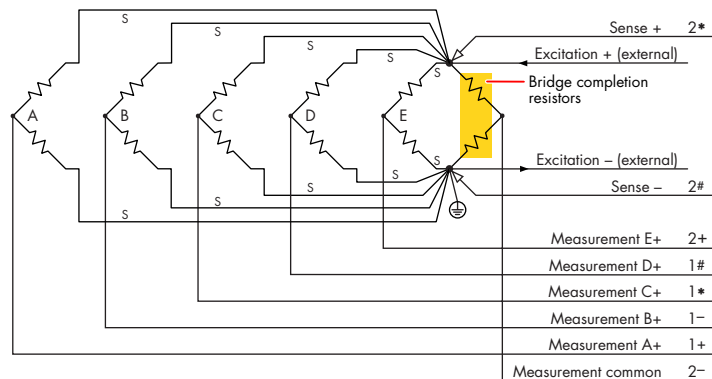 S
Sense + 2*
S
Excitation + (external)
S
S
S
Bridge completion
resistors
A
B
C
D
E
S
Excitation – (external)
S
S
Sense – 2#
S
S
Measurement E+ 2+
Measurement D+ 1#
Measurement C+ 1*
Measurement B+ 1–
Measurement A+ 1+
Measurement common 2–